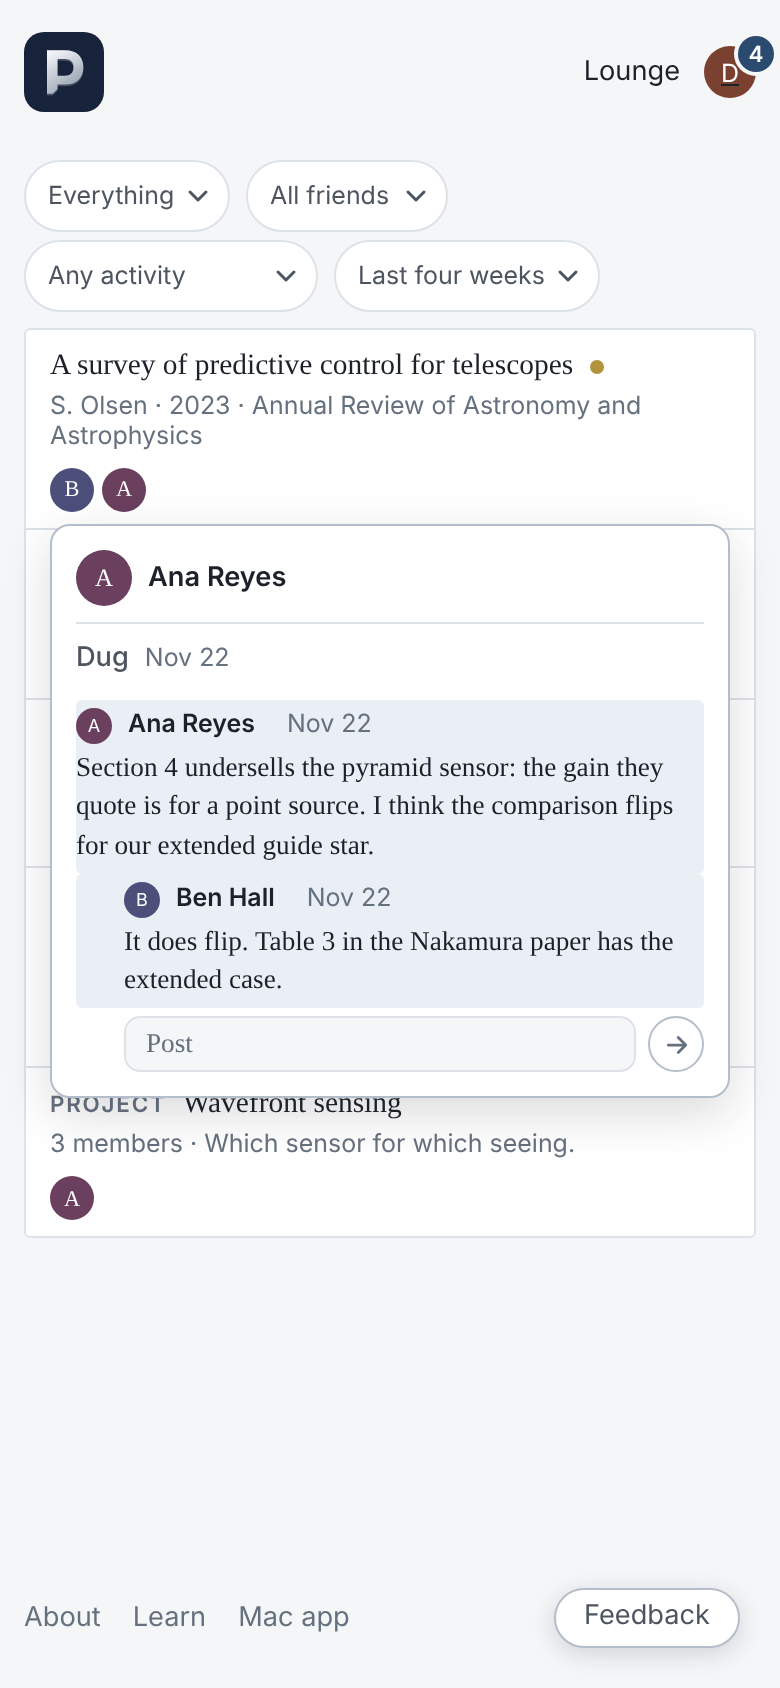 P
Lounge
D
4
Everything
All friends
Any activity
Last four weeks
A survey of predictive control for telescopes
S. Olsen · 2023 · Annual Review of Astronomy and
Astrophysics
B
A
A
Ana Reyes
Dug Nov 22
A
Ana Reyes Nov 22
Section 4 undersells the pyramid sensor: the gain they
quote is for a point source. I think the comparison flips
for our extended guide star.
B
Ben Hall Nov 22
It does flip. Table 3 in the Nakamura paper has the
extended case.
Post
PROJECT Wavefront sensing
3 members · Which sensor for which seeing.
A
About
Learn
Mac app
Feedback